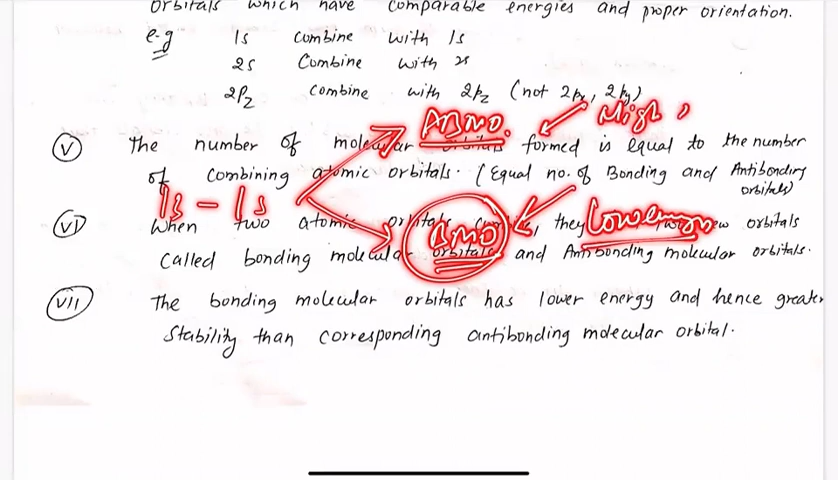 orbitals which have comparable energies and proper orientation.
e.g 1s combine with 1s
2s Combine with 2s
2Pz combine with 2Pz (not 2Px, 2Py)
ABMO. High
(V) The number of molecular orbitals formed is equal to the number
of combining atomic orbitals. (Equal no. of Bonding and Antibonding
orbitals)
1s - 1s
(VI) When two atomic orbitals they new orbitals
BMO Lower
called bonding molecular orbitals and Antibonding molecular orbitals.
(VII) The bonding molecular orbitals has lower energy and hence greater
Stability than corresponding antibonding molecular orbital.